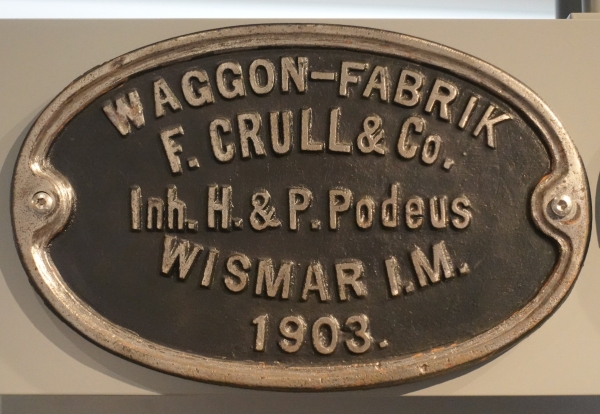 WAGGON-FABRIK
F. CRULL & Co.
Inh. H. & P. Podeus
WISMAR I.M.
1903.